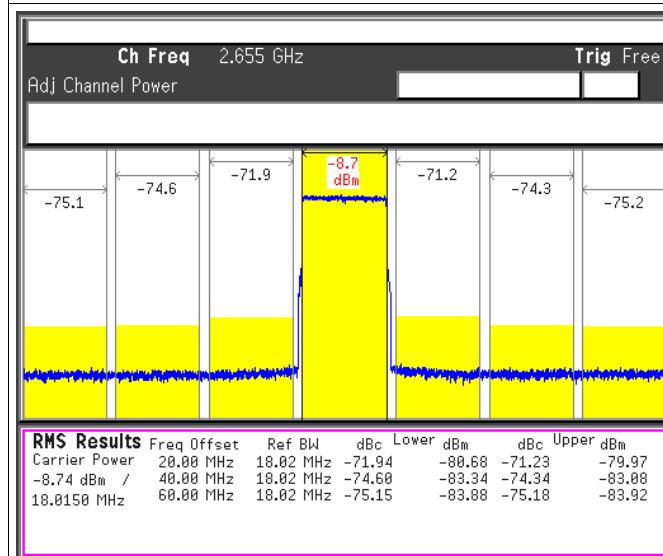 Ch Freq 2.655 GHz Trig Free
Adj Channel Power
-8.7
dBm
-75.1 -74.6 -71.9 -71.2 -74.3 -75.2
RMS Results Freq Offset Ref BW dBc Lower dBm dBc Upper dBm
Carrier Power 20.00 MHz 18.02 MHz -71.94 -80.68 -71.23 -79.97
-8.74 dBm / 40.00 MHz 18.02 MHz -74.60 -83.34 -74.34 -83.08
18.0150 MHz 60.00 MHz 18.02 MHz -75.15 -83.88 -75.18 -83.92